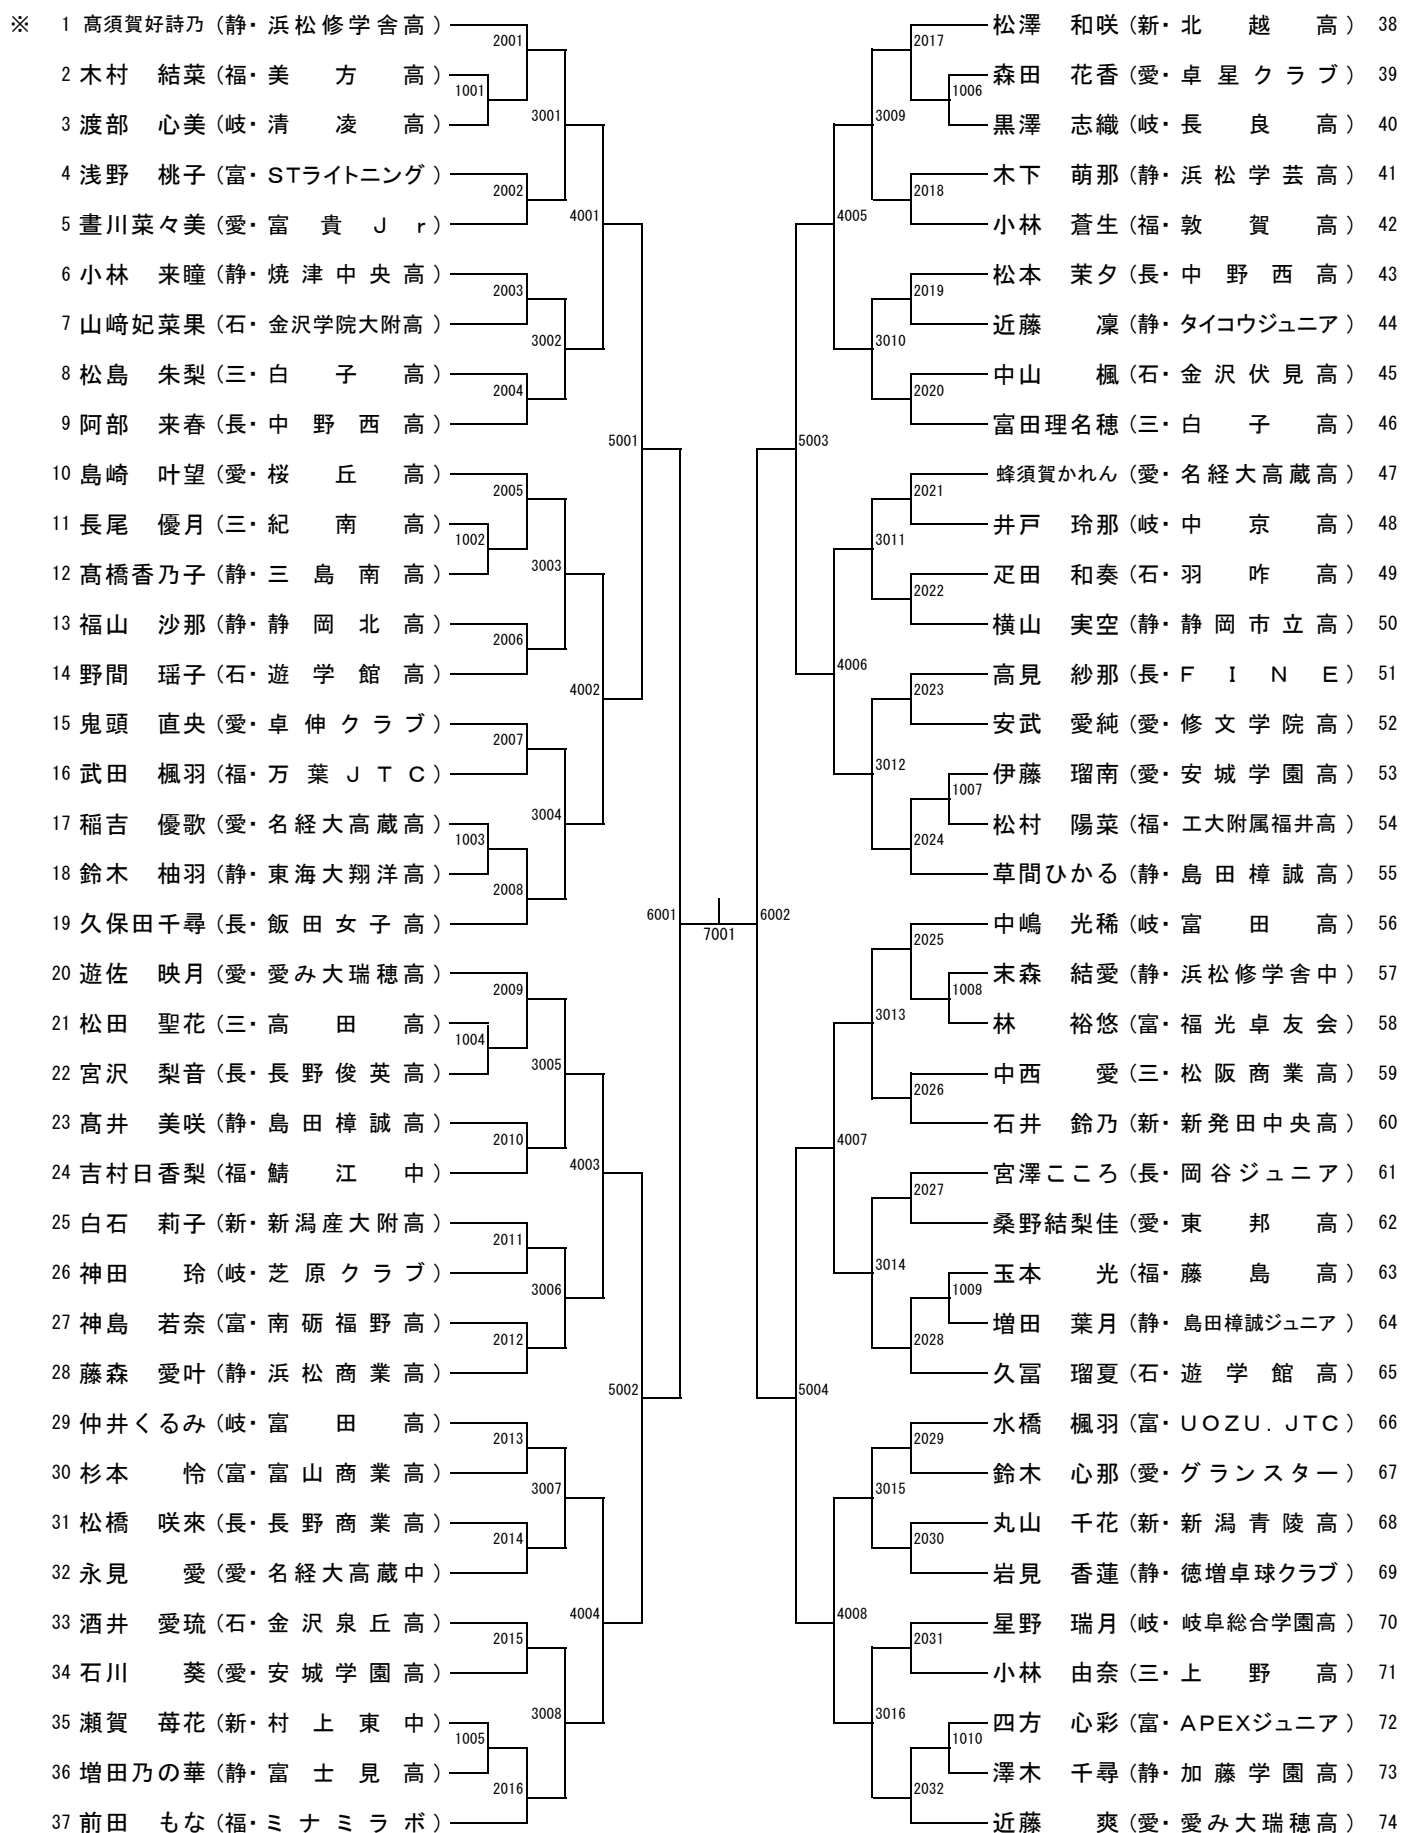 ※ 1 髙須賀好詩乃 (静・浜松修学舎高)
2 木村 結菜 (福・美方高)
3 渡部 心美 (岐・清凌高)
4 浅野 桃子 (富・STライトニング)
5 晝川菜々美 (愛・富貴Jr)
6 小林 来瞳 (静・焼津中央高)
7 山﨑妃菜果 (石・金沢学院大附高)
8 松島 朱梨 (三・白子高)
9 阿部 来春 (長・中野西高)
10 島崎 叶望 (愛・桜丘高)
11 長尾 優月 (三・紀南高)
12 髙橋香乃子 (静・三島南高)
13 福山 沙那 (静・静岡北高)
14 野間 瑶子 (石・遊学館高)
15 鬼頭 直央 (愛・卓伸クラブ)
16 武田 楓羽 (福・万葉JTC)
17 稲吉 優歌 (愛・名経大高蔵高)
18 鈴木 柚羽 (静・東海大翔洋高)
19 久保田千尋 (長・飯田女子高)
20 遊佐 映月 (愛・愛み大瑞穂高)
21 松田 聖花 (三・高田高)
22 宮沢 梨音 (長・長野俊英高)
23 髙井 美咲 (静・島田樟誠高)
24 吉村日香梨 (福・鯖江中)
25 白石 莉子 (新・新潟産大附高)
26 神田 玲 (岐・芝原クラブ)
27 神島 若奈 (富・南砺福野高)
28 藤森 愛叶 (静・浜松商業高)
29 仲井くるみ (岐・富田高)
30 杉本 怜 (富・富山商業高)
31 松橋 咲來 (長・長野商業高)
32 永見 愛 (愛・名経大高蔵中)
33 酒井 愛琉 (石・金沢泉丘高)
34 石川 葵 (愛・安城学園高)
35 瀬賀 苺花 (新・村上東中)
36 増田乃の華 (静・富士見高)
37 前田 もな (福・ミナミラボ)
1001
1002
1003
1004
1005
2001
2002
2003
2004
2005
2006
2007
2008
2009
2010
2011
2012
2013
2014
2015
2016
3001
3002
3003
3004
3005
3006
3007
3008
4001
4002
4003
4004
5001
5002
6001
7001
6002
5003
5004
4005
4006
4007
4008
3009
3010
3011
3012
3013
3014
3015
3016
2017
2018
2019
2020
2021
2022
2023
2024
2025
2026
2027
2028
2029
2030
2031
2032
1006
1007
1008
1009
1010
松澤 和咲 (新・北越高) 38
森田 花香 (愛・卓星クラブ) 39
黒澤 志織 (岐・長良高) 40
木下 萌那 (静・浜松学芸高) 41
小林 蒼生 (福・敦賀高) 42
松本 茉夕 (長・中野西高) 43
近藤 凜 (静・タイコウジュニア) 44
中山 楓 (石・金沢伏見高) 45
富田理名穂 (三・白子高) 46
蜂須賀かれん (愛・名経大高蔵高) 47
井戸 玲那 (岐・中京高) 48
疋田 和奏 (石・羽咋高) 49
横山 実空 (静・静岡市立高) 50
高見 紗那 (長・FINE) 51
安武 愛純 (愛・修文学院高) 52
伊藤 瑠南 (愛・安城学園高) 53
松村 陽菜 (福・工大附属福井高) 54
草間ひかる (静・島田樟誠高) 55
中嶋 光稀 (岐・富田高) 56
末森 結愛 (静・浜松修学舎中) 57
林 裕悠 (富・福光卓友会) 58
中西 愛 (三・松阪商業高) 59
石井 鈴乃 (新・新発田中央高) 60
宮澤こころ (長・岡谷ジュニア) 61
桑野結梨佳 (愛・東邦高) 62
玉本 光 (福・藤島高) 63
増田 葉月 (静・島田樟誠ジュニア) 64
久冨 瑠夏 (石・遊学館高) 65
水橋 楓羽 (富・UOZU.JTC) 66
鈴木 心那 (愛・グランスター) 67
丸山 千花 (新・新潟青陵高) 68
岩見 香蓮 (静・徳増卓球クラブ) 69
星野 瑞月 (岐・岐阜総合学園高) 70
小林 由奈 (三・上野高) 71
四方 心彩 (富・APEXジュニア) 72
澤木 千尋 (静・加藤学園高) 73
近藤 爽 (愛・愛み大瑞穂高) 74